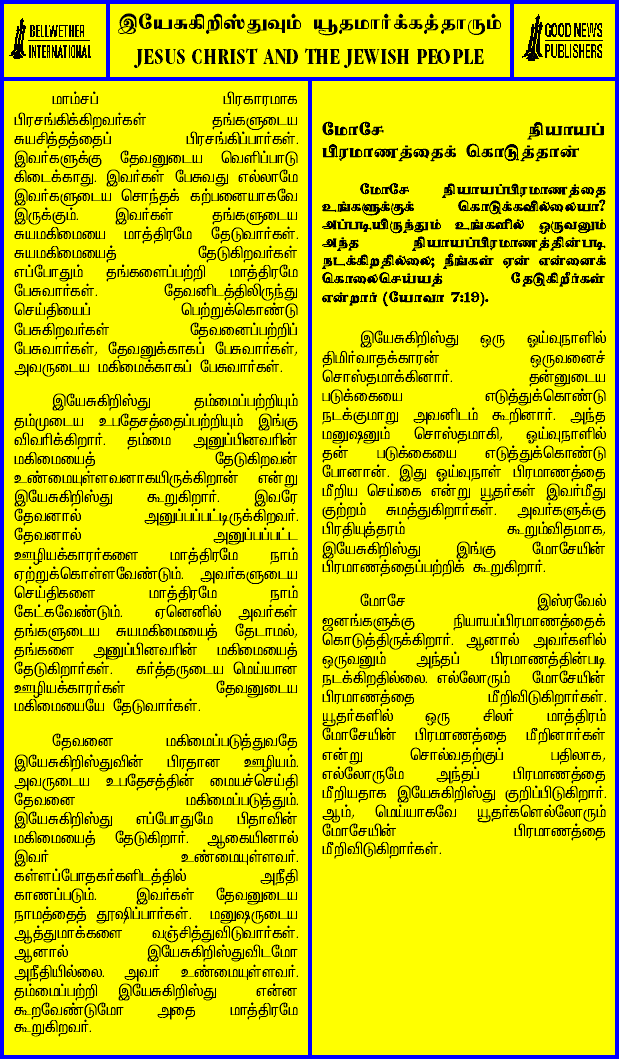 BELLWETHER
INTERNATIONAL
இயேசுகிறிஸ்துவும் யூதமார்க்கத்தாரும்
JESUS CHRIST AND THE JEWISH PEOPLE
GOOD NEWS
PUBLISHERS
மாம்சப் பிரகாரமாக
பிரசங்கிக்கிறவர்கள் தங்களுடைய
சுயசித்தத்தைப் பிரசங்கிப்பார்கள்.
இவர்களுக்கு தேவனுடைய வெளிப்பாடு
கிடைக்காது. இவர்கள் பேசுவது எல்லாமே
இவர்களுடைய சொந்தக் கற்பனையாகவே
இருக்கும். இவர்கள் தங்களுடைய
சுயமகிமையை மாத்திரமே தேடுவார்கள்.
சுயமகிமையைத் தேடுகிறவர்கள்
எப்போதும் தங்களைப்பற்றி மாத்திரமே
பேசுவார்கள். தேவனிடத்திலிருந்து
செய்தியைப் பெற்றுக்கொண்டு
பேசுகிறவர்கள் தேவனைப்பற்றிப்
பேசுவார்கள், தேவனுக்காகப் பேசுவார்கள்,
அவருடைய மகிமைக்காகப் பேசுவார்கள்.
இயேசுகிறிஸ்து தம்மைப்பற்றியும்
தம்முடைய உபதேசத்தைப்பற்றியும் இங்கு
விவரிக்கிறார். தம்மை அனுப்பினவரின்
மகிமையைத் தேடுகிறவன்
உண்மையுள்ளவனாகயிருக்கிறான் என்று
இயேசுகிறிஸ்து கூறுகிறார். இவரே
தேவனால் அனுப்பப்பட்டிருக்கிறவர்.
தேவனால் அனுப்பப்பட்ட
ஊழியக்காரர்களை மாத்திரமே நாம்
ஏற்றுக்கொள்ளவேண்டும். அவர்களுடைய
செய்திகளை மாத்திரமே நாம்
கேட்கவேண்டும். ஏனெனில் அவர்கள்
தங்களுடைய சுயமகிமையைத் தேடாமல்,
தங்களை அனுப்பினவரின் மகிமையைத்
தேடுகிறார்கள். கர்த்தருடைய மெய்யான
ஊழியக்காரர்கள் தேவனுடைய
மகிமையையே தேடுவார்கள்.
தேவனை மகிமைப்படுத்துவதே
இயேசுகிறிஸ்துவின் பிரதான ஊழியம்.
அவருடைய உபதேசத்தின் மையச்செய்தி
தேவனை மகிமைப்படுத்தும்.
இயேசுகிறிஸ்து எப்போதுமே பிதாவின்
மகிமையைத் தேடுகிறார். ஆகையினால்
இவர் உண்மையுள்ளவர்.
கள்ளப்போதகர்களிடத்தில் அநீதி
காணப்படும். இவர்கள் தேவனுடைய
நாமத்தைத் தூஷிப்பார்கள். மனுஷருடைய
ஆத்துமாக்களை வஞ்சித்துவிடுவார்கள்.
ஆனால் இயேசுகிறிஸ்துவிடமோ
அநீதியில்லை. அவர் உண்மையுள்ளவர்.
தம்மைப்பற்றி இயேசுகிறிஸ்து என்ன
கூறவேண்டுமோ அதை மாத்திரமே
கூறுகிறவர்.
மோசே நியாயப்
பிரமாணத்தைக் கொடுத்தான்
மோசே நியாயப்பிரமாணத்தை
உங்களுக்குக் கொடுக்கவில்லையா?
அப்படியிருந்தும் உங்களில் ஒருவனும்
அந்த நியாயப்பிரமாணத்தின்படி
நடக்கிறதில்லை; நீங்கள் ஏன் என்னைக்
கொலைசெய்யத் தேடுகிறீர்கள்
என்றார் (யோவா 7:19).
இயேசுகிறிஸ்து ஒரு ஓய்வுநாளில்
திமிர்வாதக்காரன் ஒருவனைச்
சொஸ்தமாக்கினார். தன்னுடைய
படுக்கையை எடுத்துக்கொண்டு
நடக்குமாறு அவனிடம் கூறினார். அந்த
மனுஷனும் சொஸ்தமாகி, ஓய்வுநாளில்
தன் படுக்கையை எடுத்துக்கொண்டு
போனான். இது ஓய்வுநாள் பிரமாணத்தை
மீறிய செய்கை என்று யூதர்கள் இவர்மீது
குற்றம் சுமத்துகிறார்கள். அவர்களுக்கு
பிரதியுத்தரம் கூறும்விதமாக,
இயேசுகிறிஸ்து இங்கு மோசேயின்
பிரமாணத்தைப்பற்றிக் கூறுகிறார்.
மோசே இஸ்ரவேல்
ஜனங்களுக்கு நியாயப்பிரமாணத்தைக்
கொடுத்திருக்கிறார். ஆனால் அவர்களில்
ஒருவனும் அந்தப் பிரமாணத்தின்படி
நடக்கிறதில்லை. எல்லோரும் மோசேயின்
பிரமாணத்தை மீறிவிடுகிறார்கள்.
யூதர்களில் ஒரு சிலர் மாத்திரம்
மோசேயின் பிரமாணத்தை மீறினார்கள்
என்று சொல்வதற்குப் பதிலாக,
எல்லோருமே அந்தப் பிரமாணத்தை
மீறியதாக இயேசுகிறிஸ்து குறிப்பிடுகிறார்.
ஆம், மெய்யாகவே யூதர்களெல்லோரும்
மோசேயின் பிரமாணத்தை
மீறிவிடுகிறார்கள்.